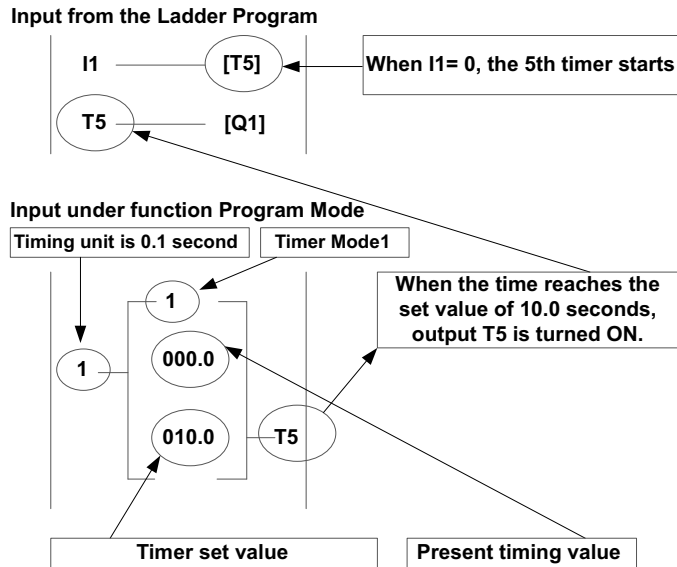 Input from the Ladder Program
I1 [T5] When I1= 0, the 5th timer starts
T5 [Q1]
Input under function Program Mode
Timing unit is 0.1 second Timer Mode1
When the time reaches the
set value of 10.0 seconds,
output T5 is turned ON.
1
000.0
1
010.0 T5
Timer set value Present timing value